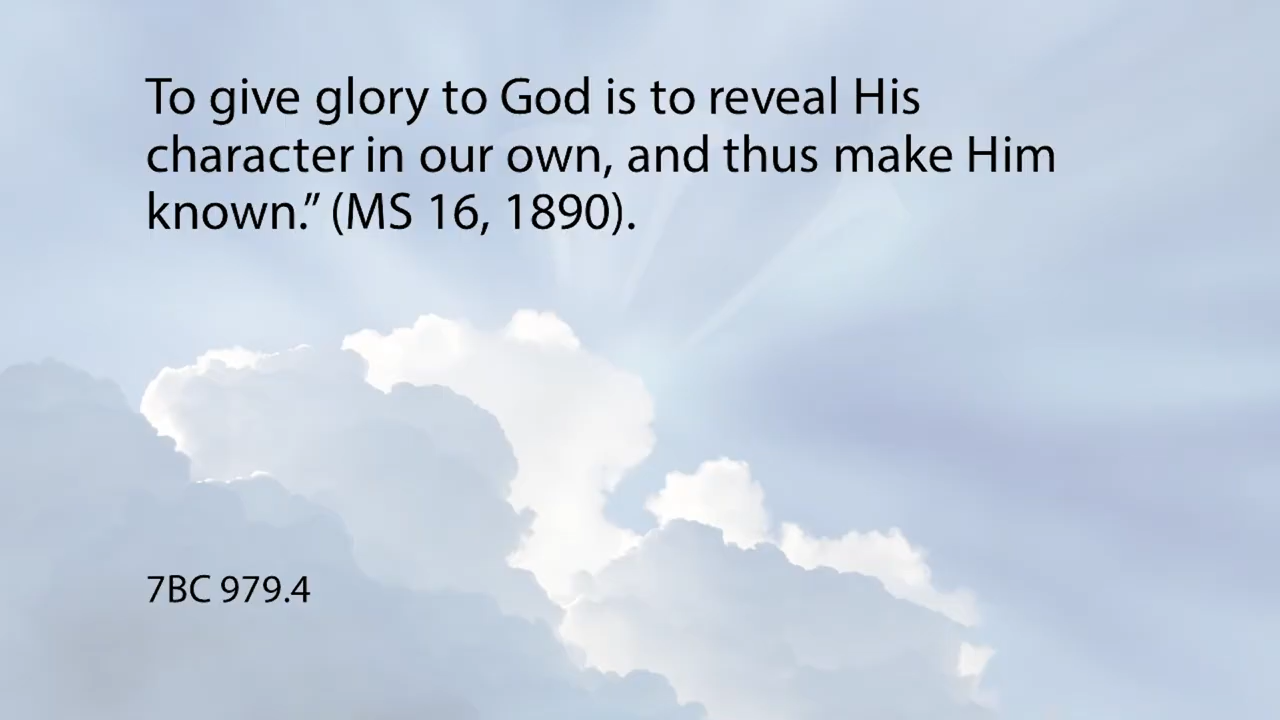 To give glory to God is to reveal His
character in our own, and thus make Him
known.” (MS 16, 1890).
7BC 979.4